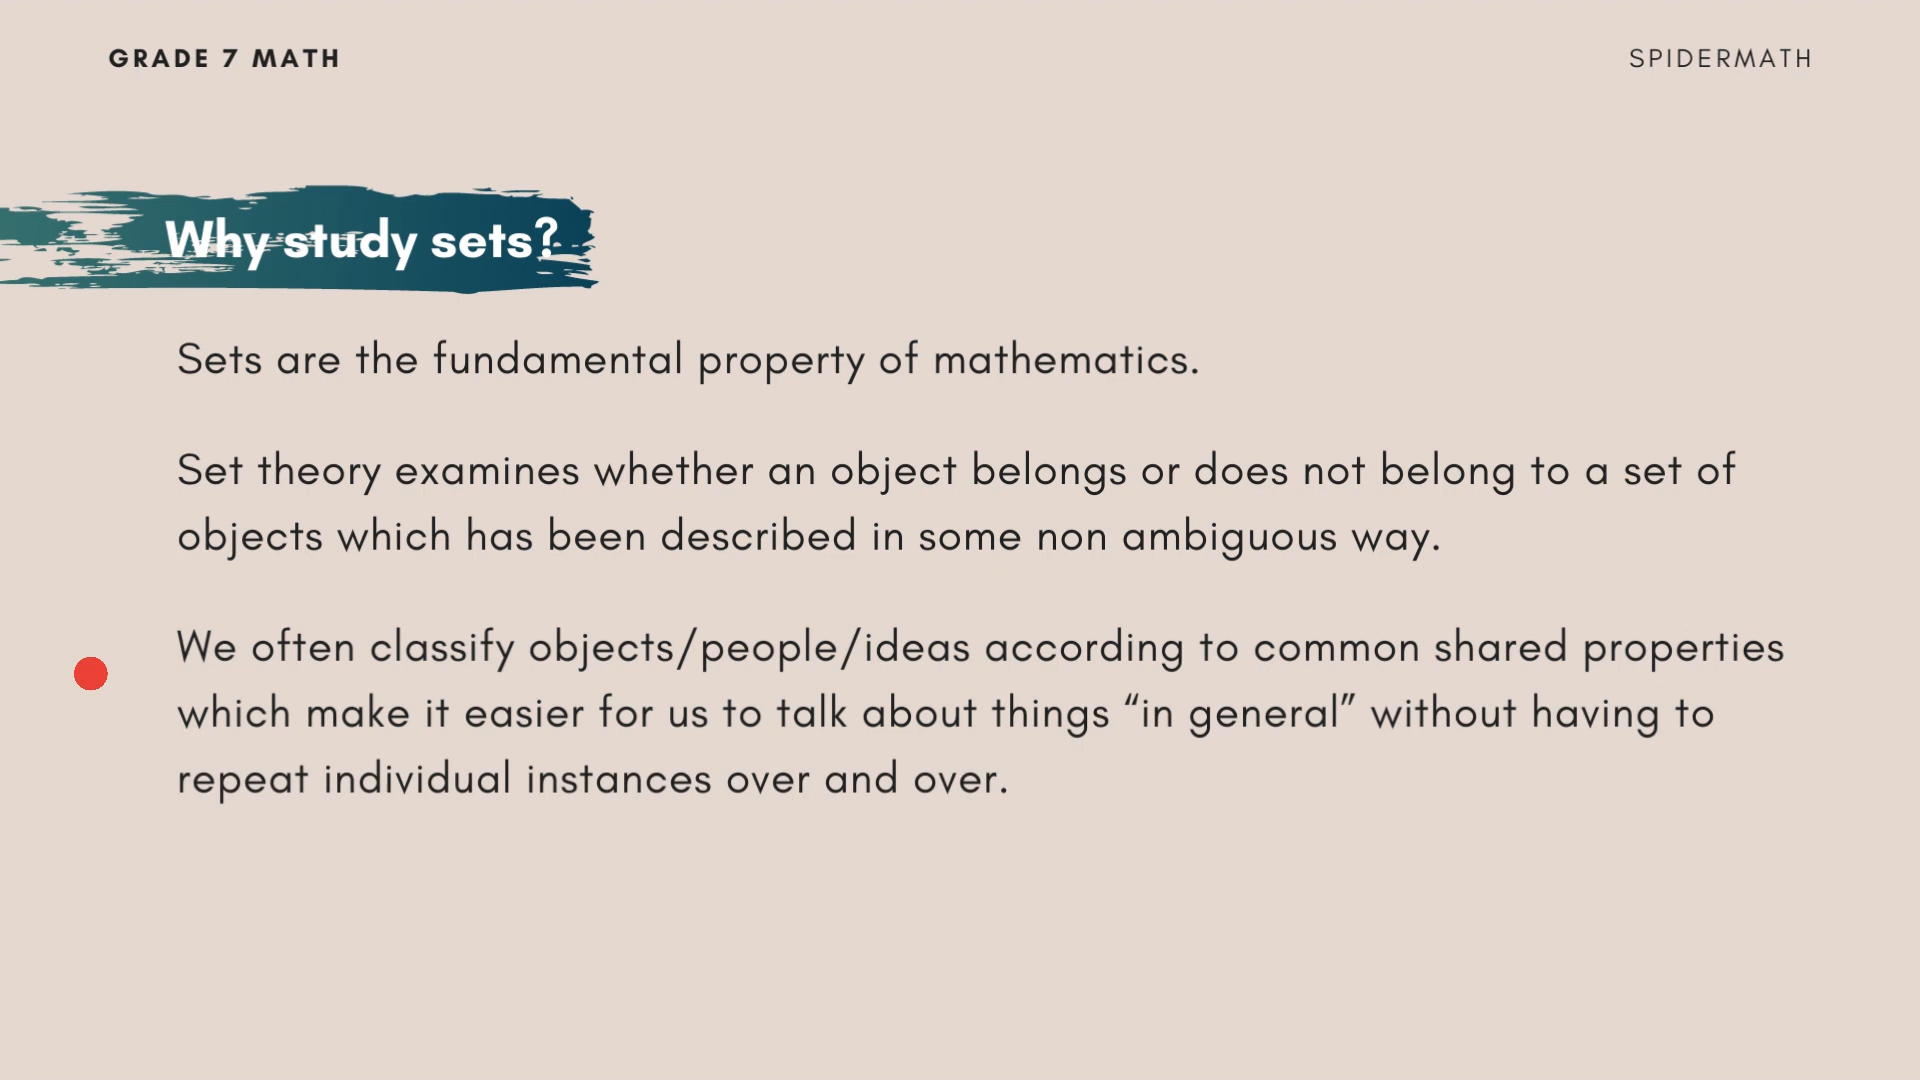 GRADE 7 MATH
SPIDERMATH
Why study sets?
Sets are the fundamental property of mathematics.
Set theory examines whether an object belongs or does not belong to a set of
objects which has been described in some non ambiguous way.
We often classify objects/people/ideas according to common shared properties
which make it easier for us to talk about things “in general” without having to
repeat individual instances over and over.